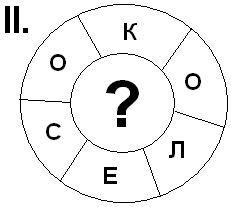 II.
К
О
О
?
С
Л
Е